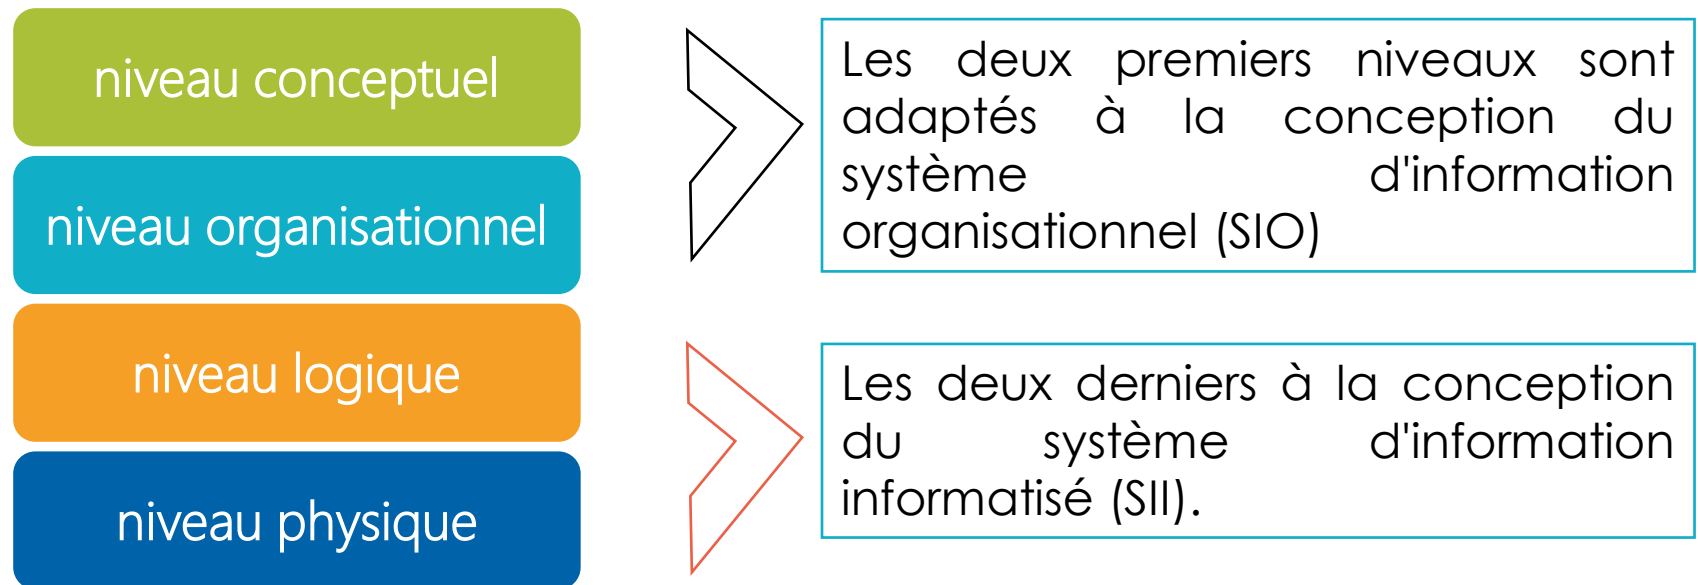 niveau conceptuel
niveau organisationnel
niveau logique
niveau physique
Les deux premiers niveaux sont
adaptés à la conception du
système d'information
organisationnel (SIO)
Les deux derniers à la conception
du système d'information
informatisé (SII).